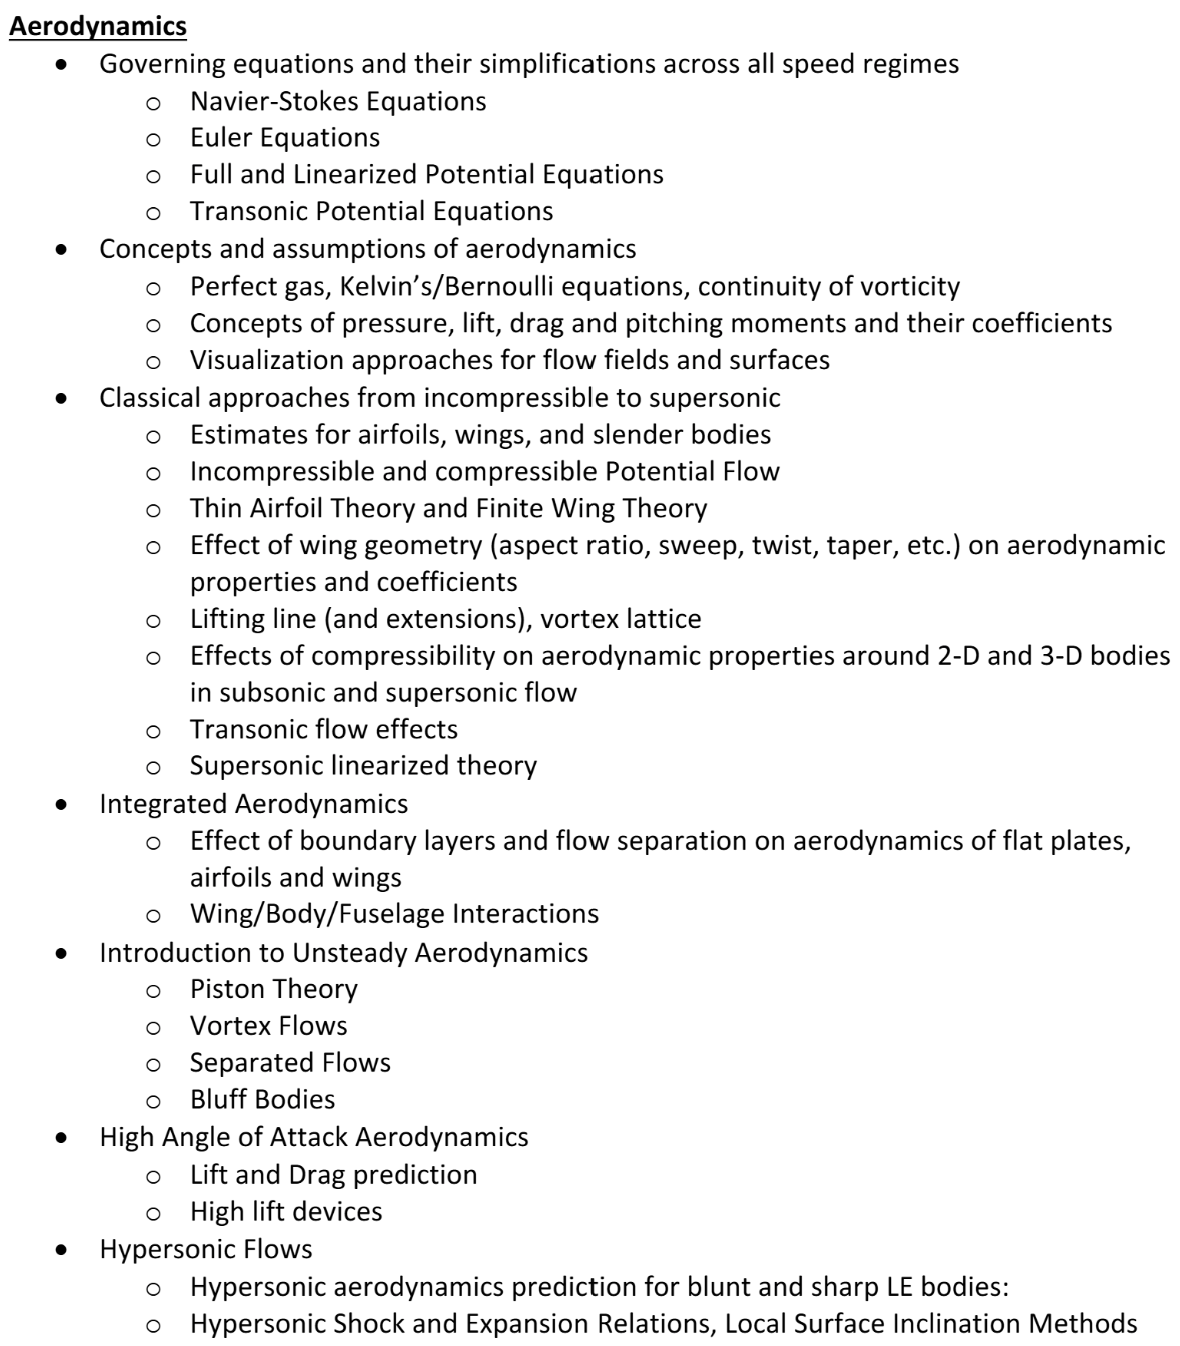 Aerodynamics
• Governing equations and their simplifications across all speed regimes
o Navier-Stokes Equations
o Euler Equations
o Full and Linearized Potential Equations
o Transonic Potential Equations
• Concepts and assumptions of aerodynamics
o Perfect gas, Kelvin's/Bernoulli equations, continuity of vorticity
o Concepts of pressure, lift, drag and pitching moments and their coefficients
o Visualization approaches for flow fields and surfaces
• Classical approaches from incompressible to supersonic
o Estimates for airfoils, wings, and slender bodies
o Incompressible and compressible Potential Flow
o Thin Airfoil Theory and Finite Wing Theory
o Effect of wing geometry (aspect ratio, sweep, twist, taper, etc.) on aerodynamic
properties and coefficients
o Lifting line (and extensions), vortex lattice
o Effects of compressibility on aerodynamic properties around 2-D and 3-D bodies
in subsonic and supersonic flow
o Transonic flow effects
o Supersonic linearized theory
• Integrated Aerodynamics
o Effect of boundary layers and flow separation on aerodynamics of flat plates,
airfoils and wings
o Wing/Body/Fuselage Interactions
• Introduction to Unsteady Aerodynamics
o Piston Theory
o Vortex Flows
o Separated Flows
o Bluff Bodies
• High Angle of Attack Aerodynamics
o Lift and Drag prediction
o High lift devices
• Hypersonic Flows
o Hypersonic aerodynamics prediction for blunt and sharp LE bodies:
o Hypersonic Shock and Expansion Relations, Local Surface Inclination Methods